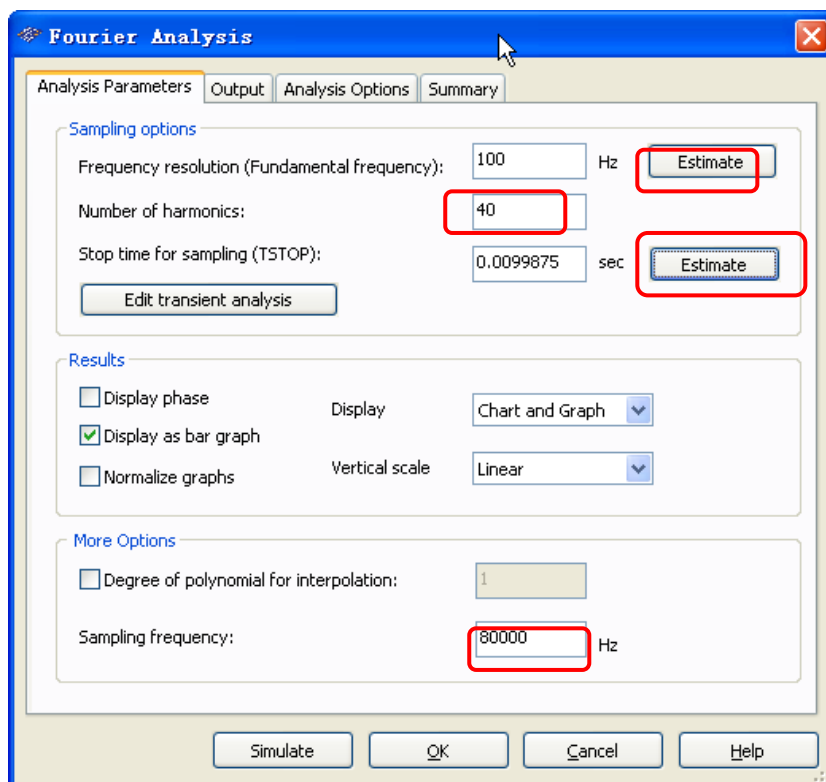 Fourier Analysis
Analysis Parameters Output Analysis Options Summary
Sampling options
Frequency resolution (Fundamental frequency): 100 Hz Estimate
Number of harmonics: 40
Stop time for sampling (TSTOP): 0.0099875 sec Estimate
Edit transient analysis
Results
Display phase
Display Chart and Graph
Display as bar graph
Vertical scale Linear
Normalize graphs
More Options
Degree of polynomial for interpolation: 1
Sampling frequency: 80000 Hz
Simulate OK Cancel Help